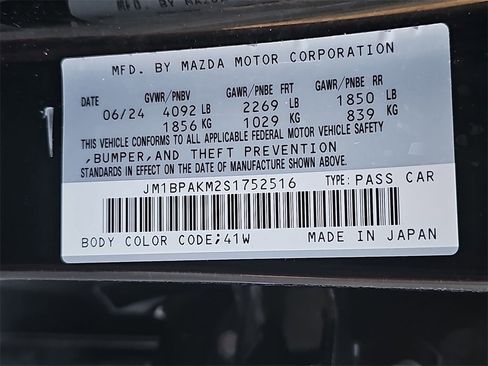 MFD. BY MAZDA MOTOR CORPORATION
DATE GVWR/PNBV GAWR/PNBE FRT GAWR/PNBE RR
06/24 4092 LB 2269 LB 1850 LB
1856 KG 1029 KG 839 KG
THIS VEHICLE CONFORMS TO ALL APPLICABLE FEDERAL MOTOR VEHICLE SAFETY
,BUMPER,AND THEFT PREVENTION
STANDARDS IN EFFECT ON THE DATE OF MANUFACTURE SHOWN ABOVE.
JM1BPAKM2S1752516 TYPE: PASS CAR
BODY COLOR CODE;41W MADE IN JAPAN